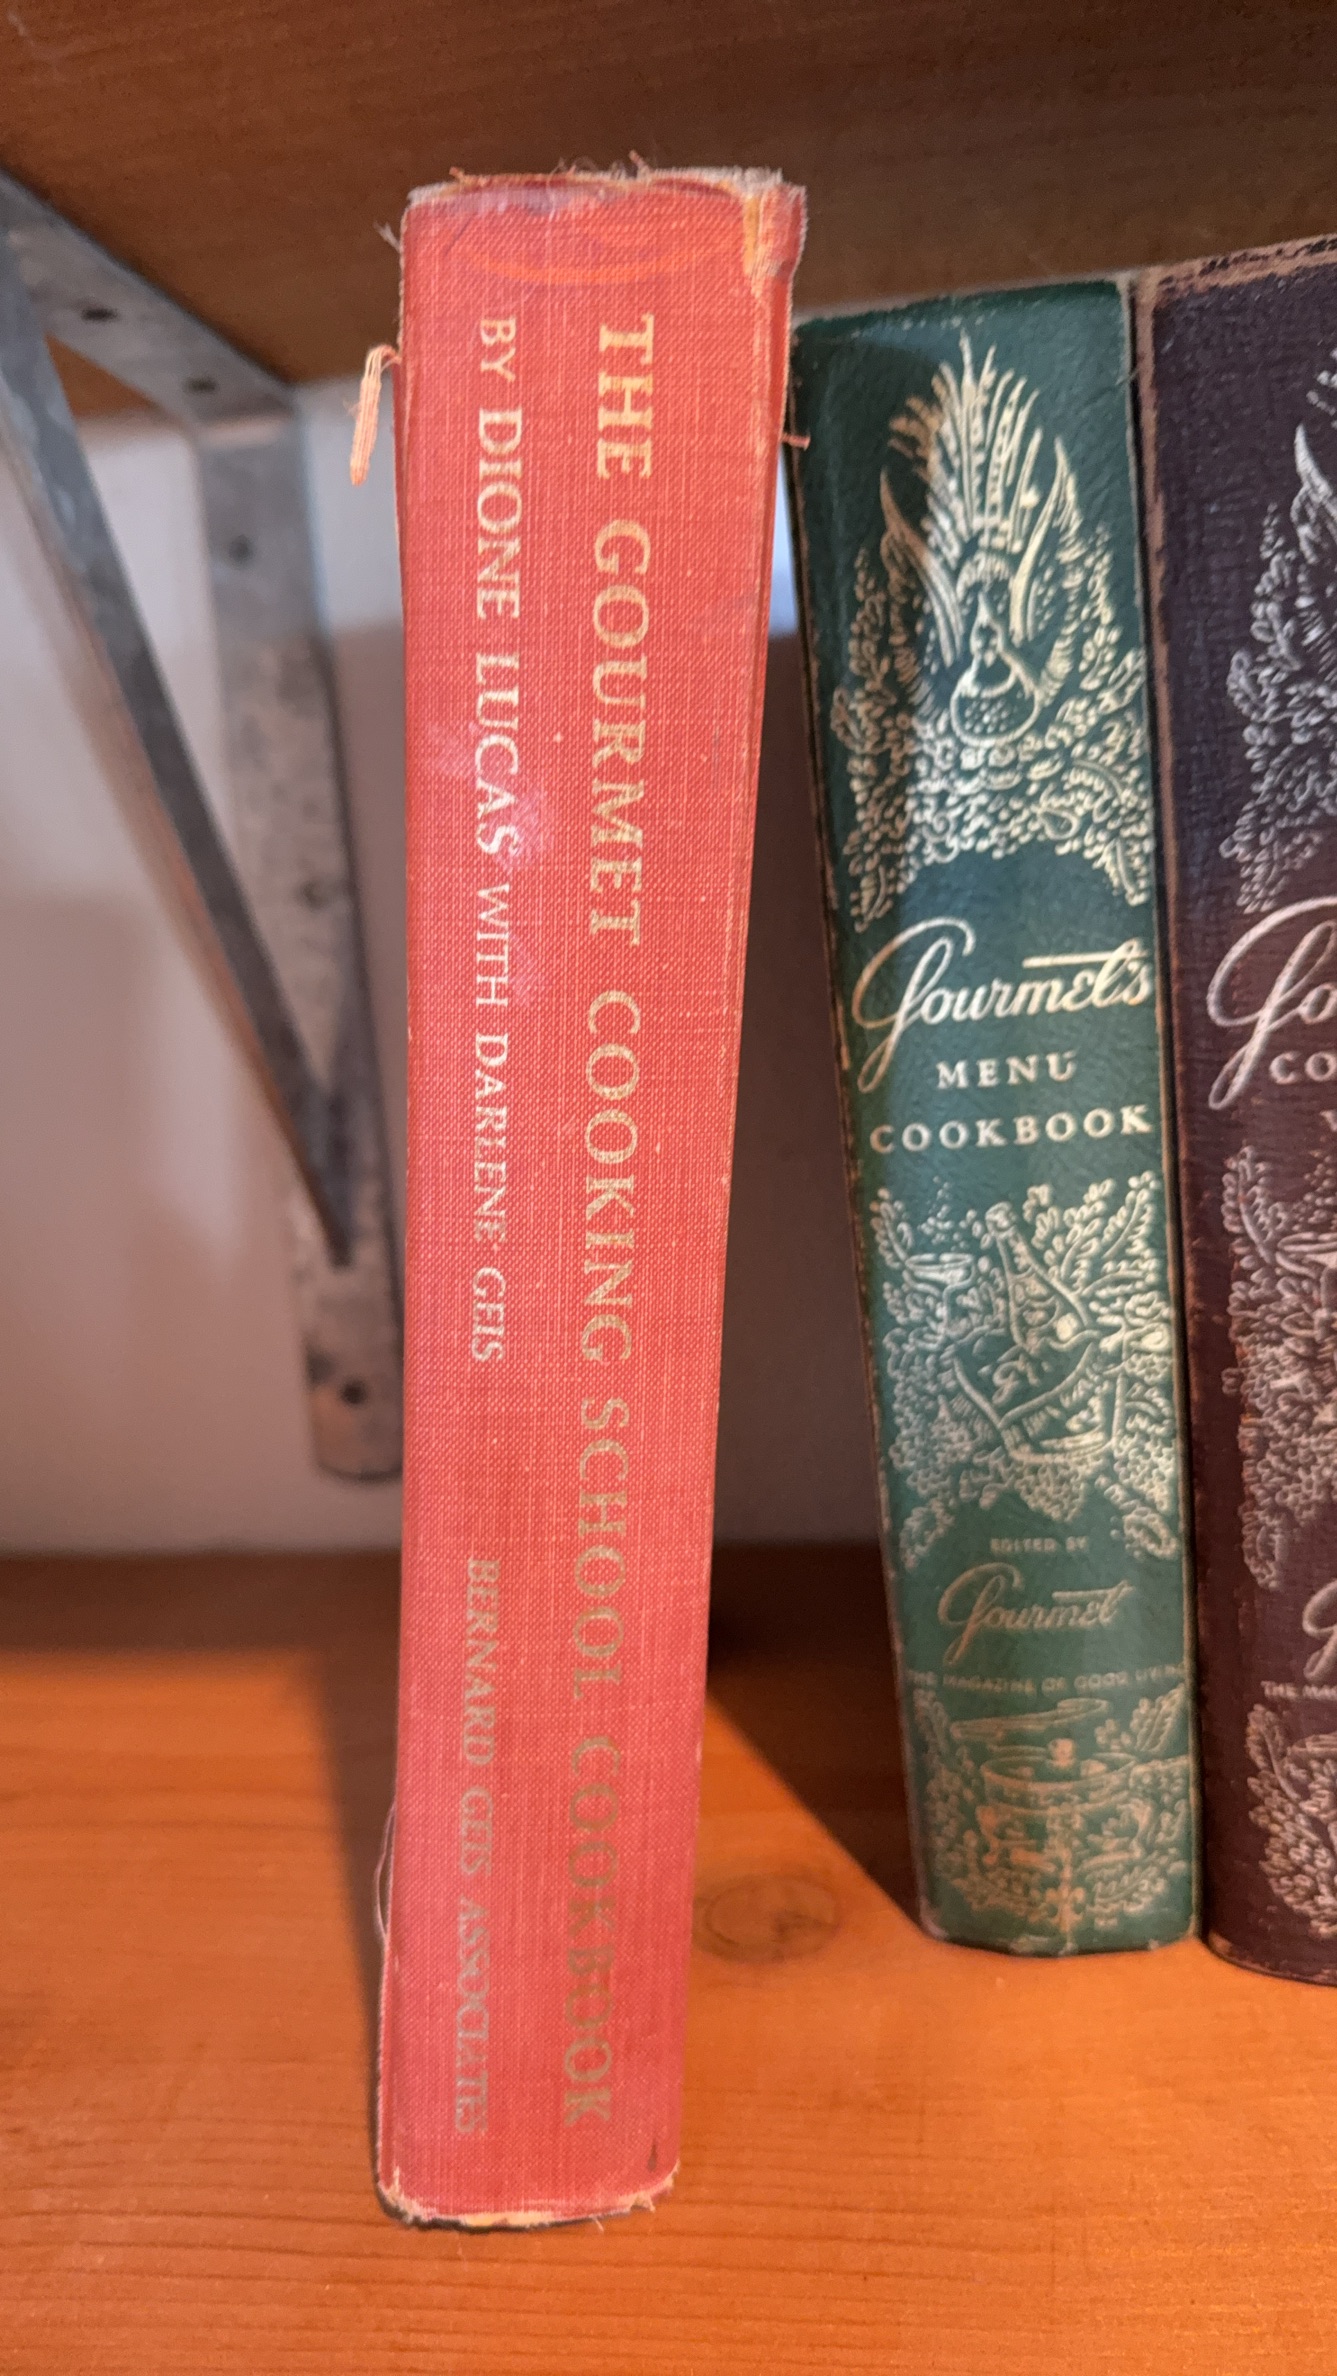 THE GOURMET COOKING SCHOOL COOKBOOK
BY DIONE LUCAS WITH DARLENE GEIS
BERNARD GEIS ASSOCIATES
Gourmet's
MENU
COOKBOOK
EDITED BY
Gourmet
THE MAGAZINE OF GOOD LIVING
THE